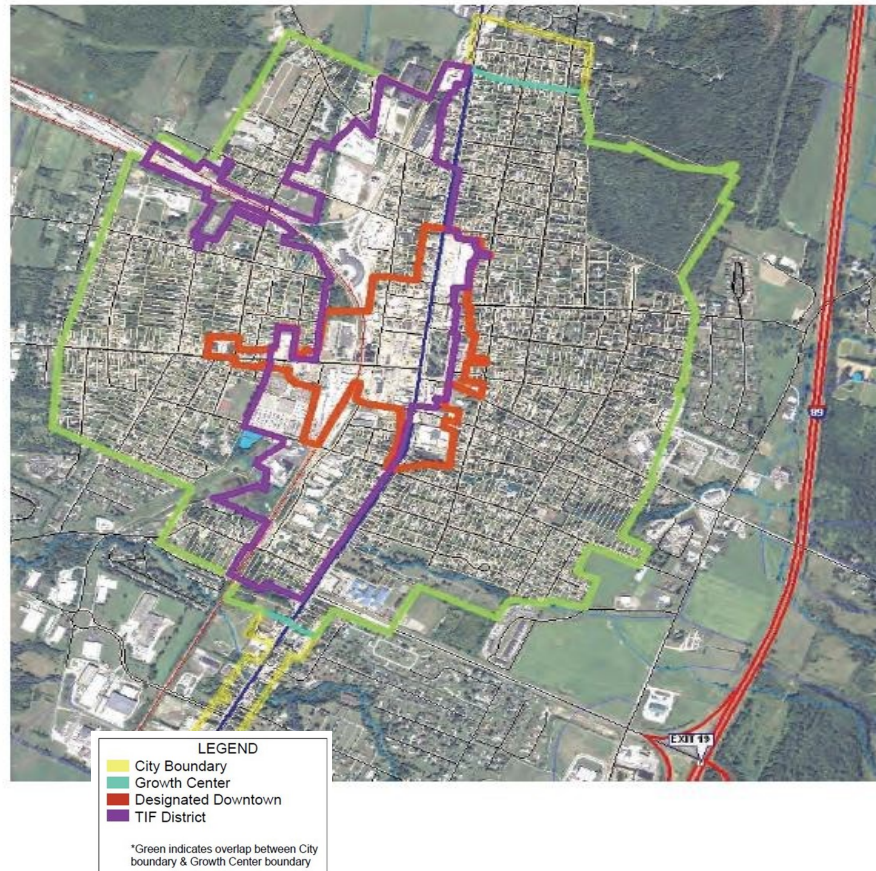 89
EXIT 19
LEGEND
City Boundary
Growth Center
Designated Downtown
TIF District
*Green indicates overlap between City
boundary & Growth Center boundary